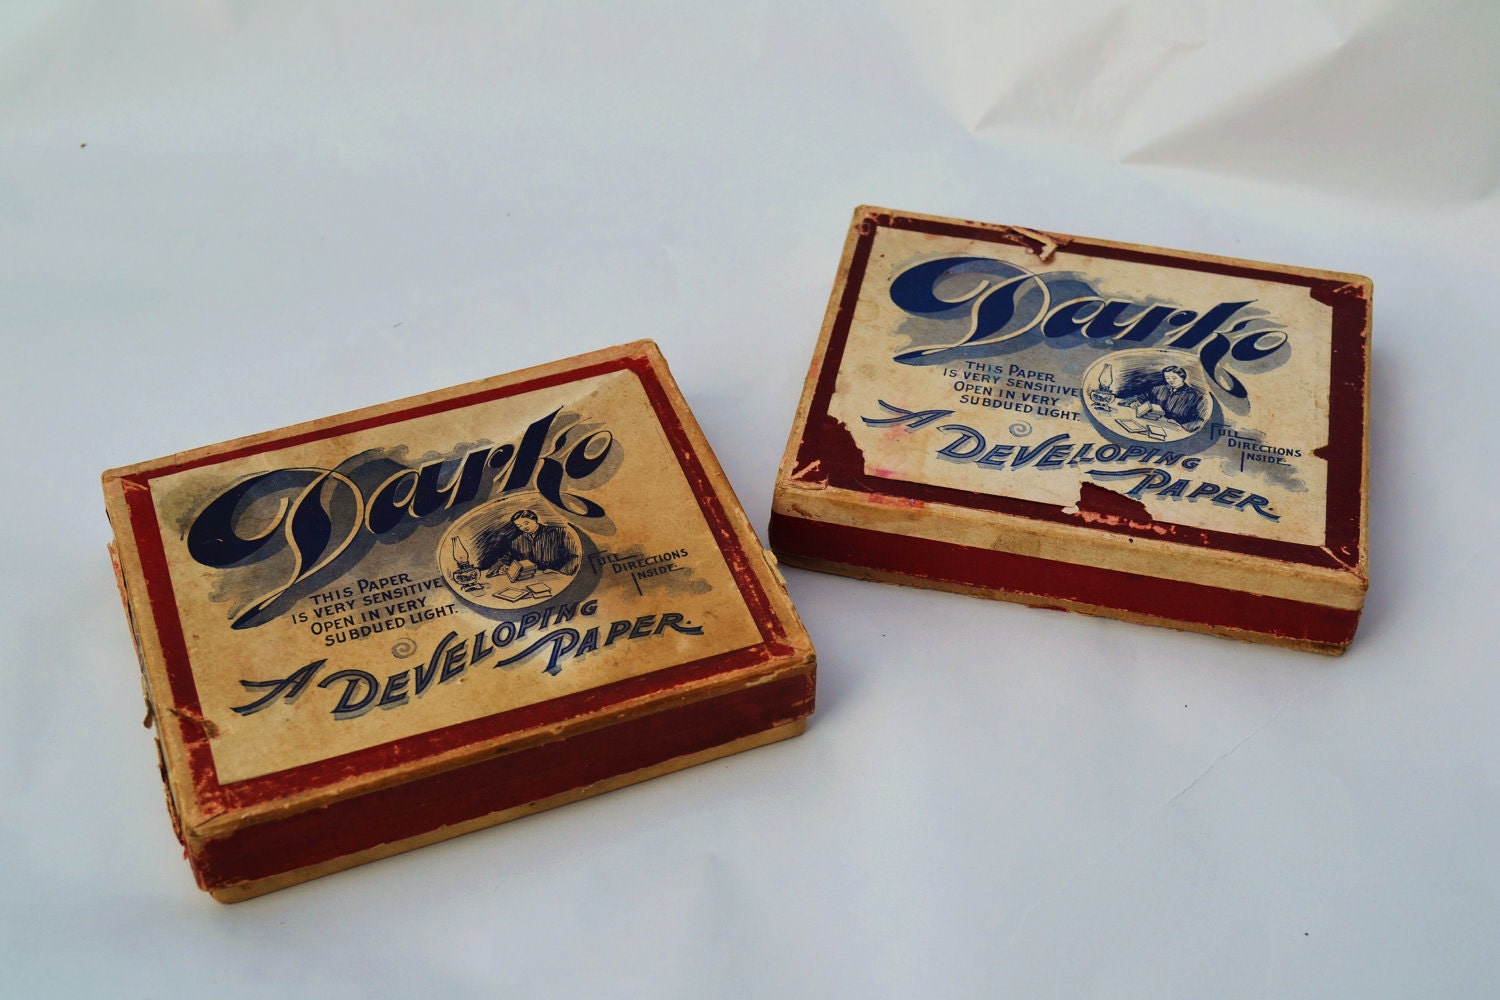 Darko
THIS PAPER
IS VERY SENSITIVE
OPEN IN VERY
SUBDUED LIGHT.
FULL
DIRECTIONS
INSIDE.
A DEVELOPING
PAPER.
Darko
THIS PAPER
IS VERY SENSITIVE
OPEN IN VERY
SUBDUED LIGHT.
FULL
DIRECTIONS
INSIDE.
A DEVELOPING
PAPER.